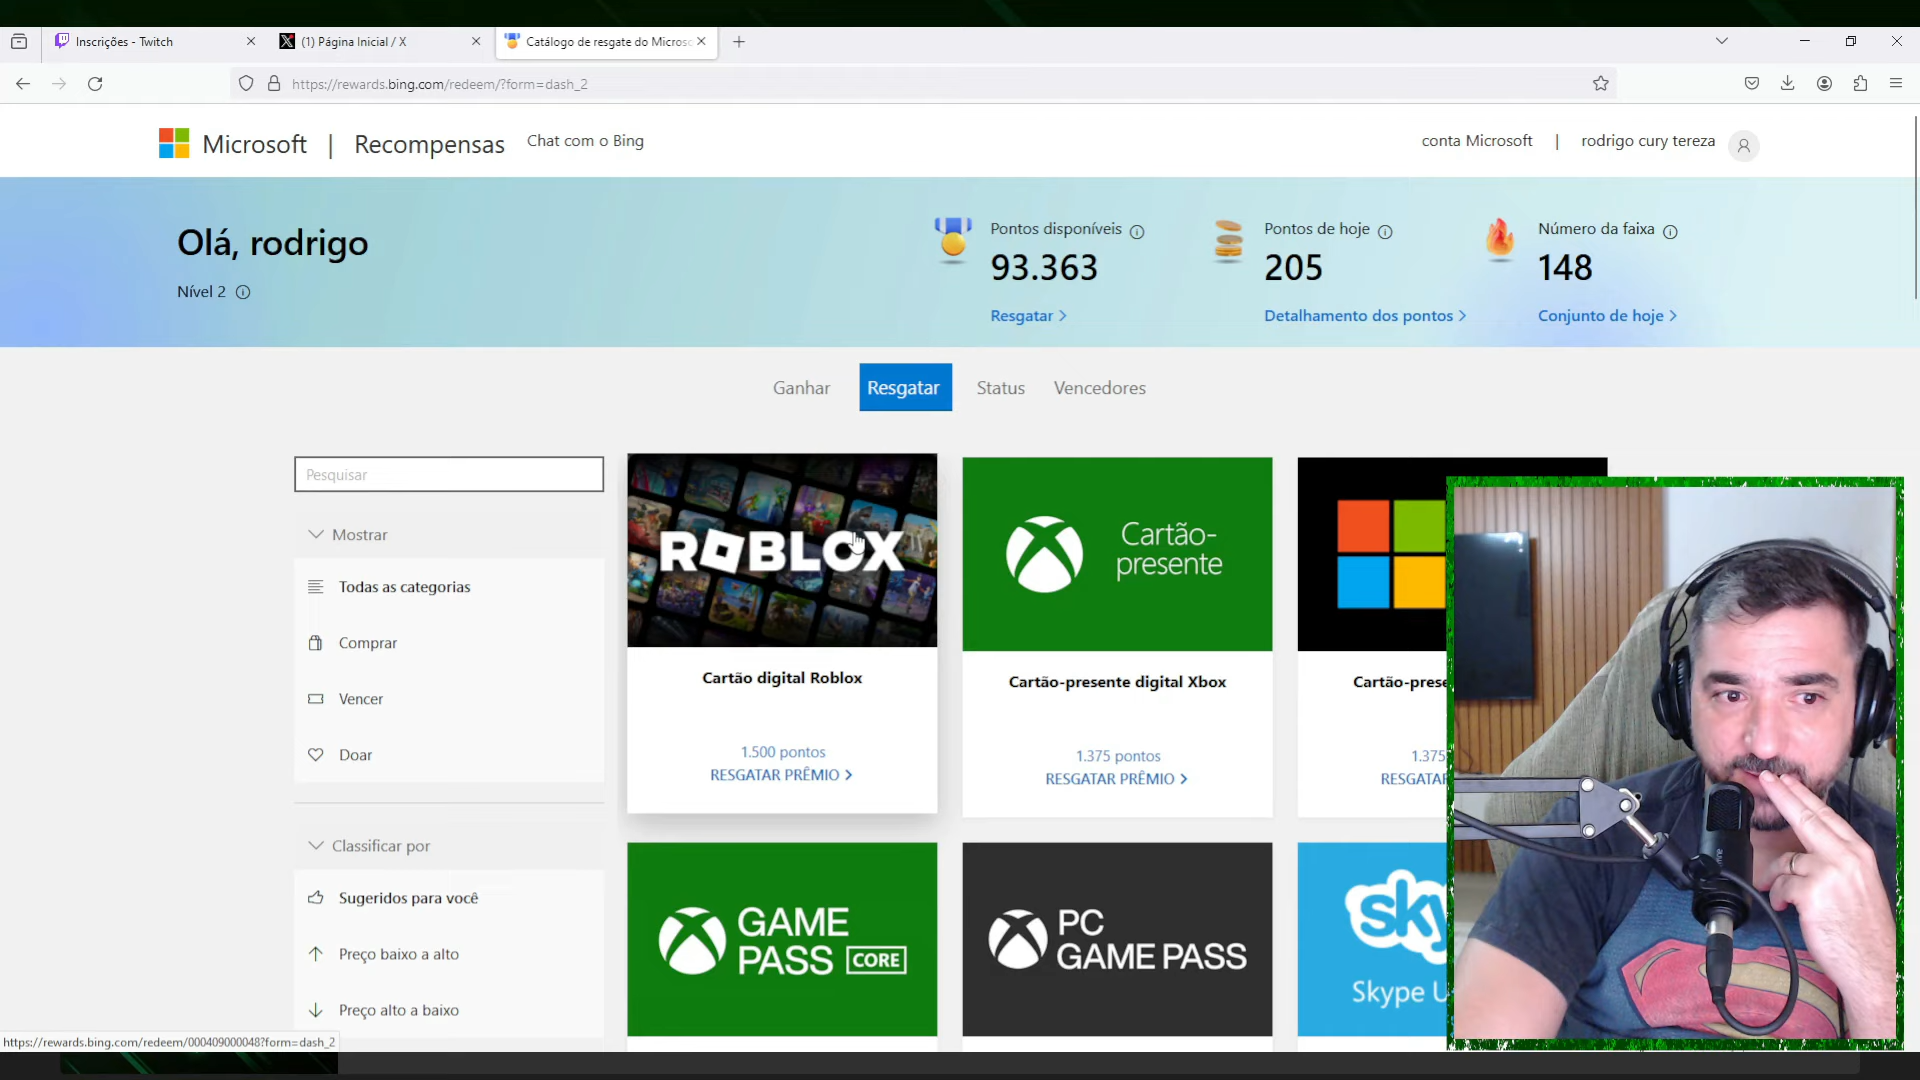 Inscrições - Twitch
(1) Página Inicial / X
Catálogo de resgate do Micros
https://rewards.bing.com/redeem/?form=dash_2
Microsoft | Recompensas
Chat com o Bing
conta Microsoft | rodrigo cury tereza
Olá, rodrigo
Nível 2
Pontos disponíveis
93.363
Resgatar
Pontos de hoje
205
Detalhamento dos pontos
Número da faixa
148
Conjunto de hoje
Ganhar
Resgatar
Status
Vencedores
Pesquisar
Mostrar
Todas as categorias
Comprar
Vencer
Doar
Classificar por
Sugeridos para você
Preço baixo a alto
Preço alto a baixo
ROBLOX
Cartão digital Roblox
1.500 pontos
RESGATAR PRÊMIO
Cartão-
presente
Cartão-presente digital Xbox
1.375 pontos
RESGATAR PRÊMIO
Cartão-prese
1.375
RESGATA
GAME
PASS CORE
PC
GAME PASS
sky
Skype
https://rewards.bing.com/redeem/000409000048?form=dash_2